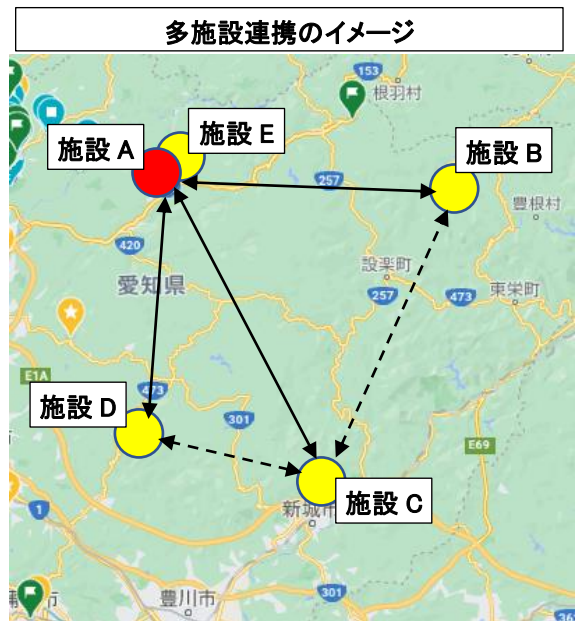 多施設連携のイメージ
153
根羽村
施設 E
施設 A
施設 B
257
豊根村
420
設楽町
愛知県
257
473
東栄町
E1A
473
施設 D
301
E69
施設 C
新城市
1
301
豊川市
市